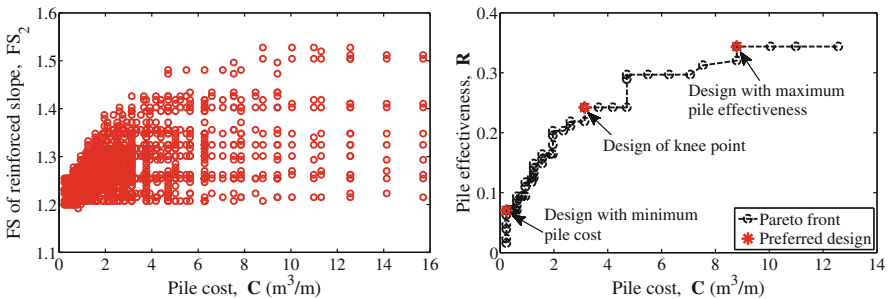 FS of reinforced slope, FS₂
1.6
1.5
1.4
1.3
1.2
1.1
0 2 4 6 8 10 12 14 16
Pile cost, C (m³/m)
Pile effectiveness, R
0.4
0.3
0.2
0.1
0
0 2 4 6 8 10 12 14
Pile cost, C (m³/m)
Design with maximum
pile effectiveness
Design of knee point
Design with minimum
pile cost
Pareto front
Preferred design